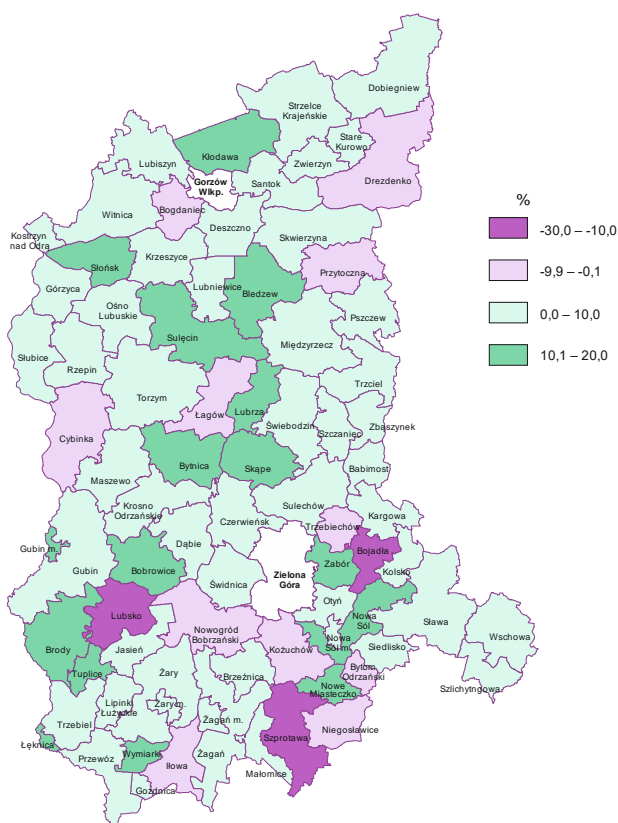 Dobiegniew
Strzelce
Krajeńskie
Stare
Kurowo
Kłodawa
Lubiszyn
Zwierzyn
Santok
Drezdenko
Gorzów
Wlkp.
Bogdaniec
Witnica
Deszczno
Kostrzyn
nad Odrą
Skwierzyna
Słońsk
Krzeszyce
Przytoczna
Górzyca
Lubniewice
Bledzew
Ośno
Lubuskie
Pszczew
Sulęcin
Słubice
Międzyrzecz
Rzepin
Trzciel
Torzym
Łagów
Lubrza
Świebodzin
Zbąszynek
Szczaniec
Cybinka
Bytnica
Skąpe
Babimost
Maszewo
Krosno
Odrzańskie
Sulechów
Czerwieńsk
Kargowa
Trzebiechów
Dąbie
Gubin m.
Bojadła
Gubin
Bobrowice
Zabór
Kolsko
Zielona
Góra
Świdnica
Otyń
Lubsko
Nowa
Sól
Sława
Nowogród
Bobrzański
Wschowa
Nowa
Sól m.
Brody
Jasień
Kożuchów
Siedlisko
Tuplice
Żary
Brzeźnica
Bytom
Odrzański
Nowe
Miasteczko
Szlichtyngowa
Lipinki
Łużyckie
Żary m.
Trzebiel
Żagań m.
Niegosławice
Szprotawa
Łęknica
Przewóz
Wymiarki
Iłowa
Żagań
Małomice
Gozdnica
%
-30,0 – -10,0
-9,9 – -0,1
0,0 – 10,0
10,1 – 20,0